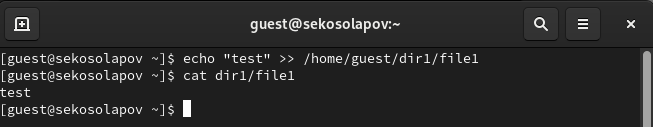 guest@sekosolapov:~
[guest@sekosolapov ~]$ echo "test" >> /home/guest/dir1/file1
[guest@sekosolapov ~]$ cat dir1/file1
test
[guest@sekosolapov ~]$